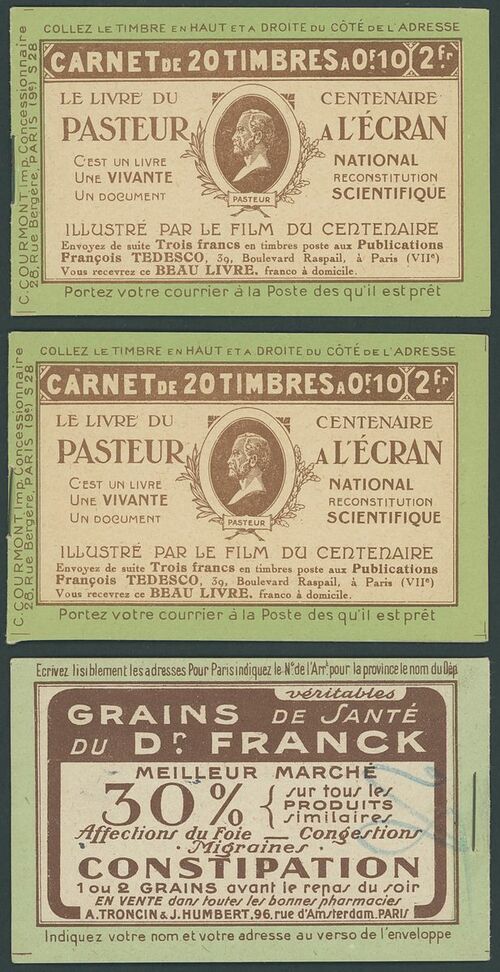 COLLEZ LE TIMBRE EN HAUT ET A DROITE DU CÔTÉ DE L'ADRESSE
C. COURMONT Imp. Concessionnaire
28, Rue Bergère, PARIS (9e) S 28
CARNET DE 20 TIMBRES A 0F.10 2 fr
LE LIVRE DU CENTENAIRE
PASTEUR A L'ÉCRAN
C'EST UN LIVRE NATIONAL
UNE VIVANTE RECONSTITUTION
UN DOCUMENT SCIENTIFIQUE
PASTEUR
ILLUSTRÉ PAR LE FILM DU CENTENAIRE
Envoyez de suite Trois francs en timbres poste aux Publications
François TEDESCO, 39, Boulevard Raspail, à Paris (VIIe)
Vous recevrez ce BEAU LIVRE. franco à domicile.
Portez votre courrier à la Poste des qu'il est prêt
COLLEZ LE TIMBRE EN HAUT ET A DROITE DU CÔTÉ DE L'ADRESSE
C. COURMONT Imp. Concessionnaire
28, Rue Bergère, PARIS (9e) S 28
CARNET DE 20 TIMBRES A 0F.10 2 fr.
LE LIVRE DU CENTENAIRE
PASTEUR A L'ÉCRAN
C'EST UN LIVRE NATIONAL
UNE VIVANTE RECONSTITUTION
UN DOCUMENT SCIENTIFIQUE
PASTEUR
ILLUSTRÉ PAR LE FILM DU CENTENAIRE
Envoyez de suite Trois francs en timbres poste aux Publications
François TEDESCO, 39, Boulevard Raspail, à Paris (VIIe)
Vous recevrez ce BEAU LIVRE. franco à domicile.
Portez votre courrier à la Poste des qu'il est prêt
Ecrivez lisiblement les adresses Pour Paris indiquez le No de l'Arrt pour la province le nom du Dép.
véritables
GRAINS DE SANTÉ
DU Dr. FRANCK
MEILLEUR MARCHÉ
30% { sur tous les
PRODUITS
similaires
Affections du Foie — Congestions
· Migraines ·
CONSTIPATION
1 ou 2 GRAINS avant le repas du soir
EN VENTE dans toutes les bonnes pharmacies
A. TRONCIN & J. HUMBERT, 96, rue d'Amsterdam. PARIS
Indiquez votre nom et votre adresse au verso de l'enveloppe